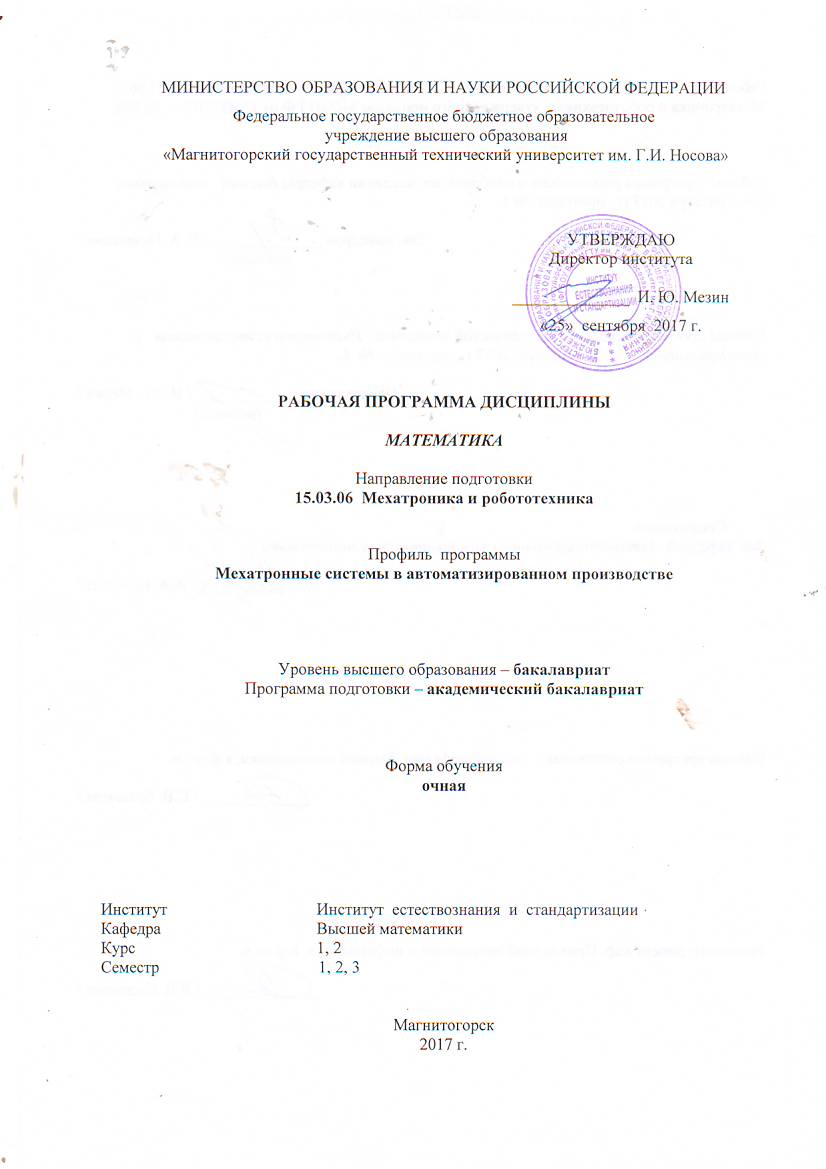 МИНИСТЕРСТВО ОБРАЗОВАНИЯ И НАУКИ РОССИЙСКОЙ ФЕДЕРАЦИИ
Федеральное государственное бюджетное образовательное
учреждение высшего образования
«Магнитогорский государственный технический университет им. Г.И. Носова»
УТВЕРЖДАЮ
Директор института
И. Ю. Мезин
«25» сентября 2017 г.
ИНСТИТУТ
ЕСТЕСТВОЗНАНИЯ
И СТАНДАРТИЗАЦИИ
РАБОЧАЯ ПРОГРАММА ДИСЦИПЛИНЫ
МАТЕМАТИКА
Направление подготовки
15.03.06 Мехатроника и робототехника
Профиль программы
Мехатронные системы в автоматизированном производстве
Уровень высшего образования – бакалавриат
Программа подготовки – академический бакалавриат
Форма обучения
очная
Институт Институт естествознания и стандартизации
Кафедра Высшей математики
Курс 1, 2
Семестр 1, 2, 3
Магнитогорск
2017 г.